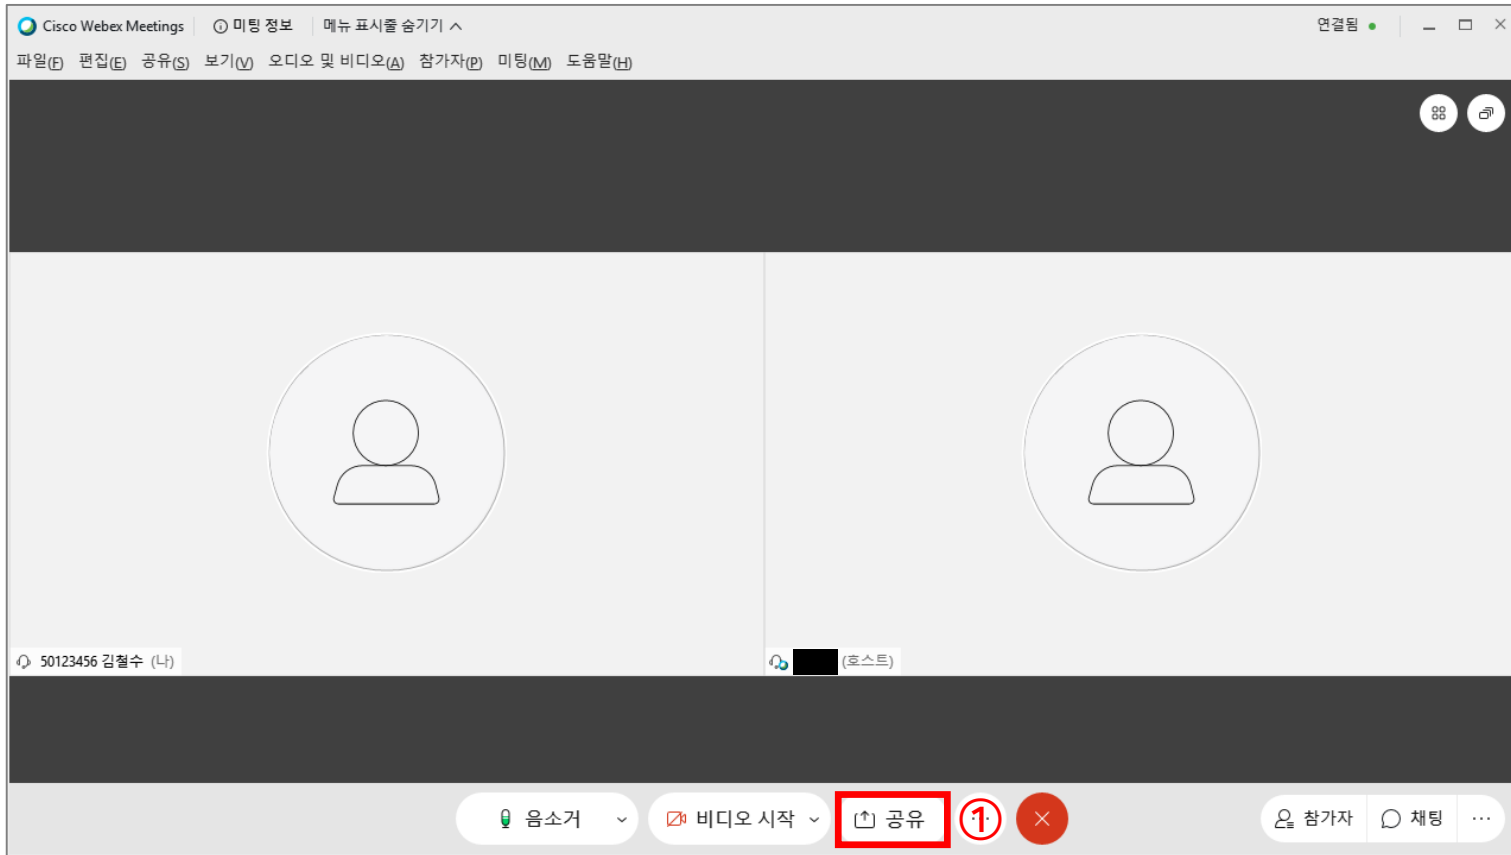 Cisco Webex Meetings 미팅 정보 메뉴 표시줄 숨기기 연결됨
파일(F) 편집(E) 공유(S) 보기(V) 오디오 및 비디오(A) 참가자(P) 미팅(M) 도움말(H)
50123456 김철수 (나) (호스트)
음소거 비디오 시작 공유 ① 참가자 채팅